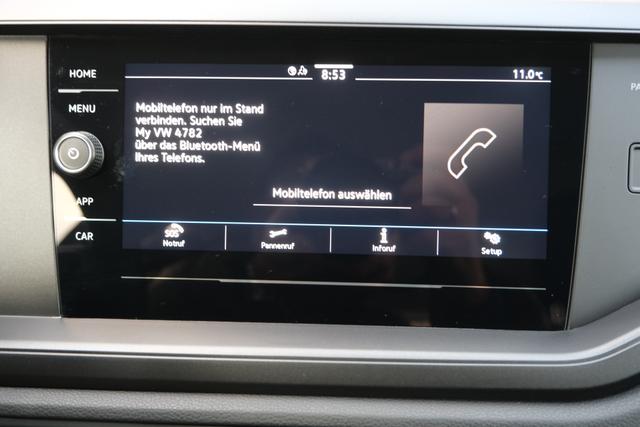 HOME
8:53
11.0°C
MENU
Mobiltelefon nur im Stand
verbinden. Suchen Sie
My VW 4782
über das Bluetooth-Menü
Ihres Telefons.
Mobiltelefon auswählen
APP
CAR
SOS
Notruf
Pannenruf
Inforuf
Setup
PA